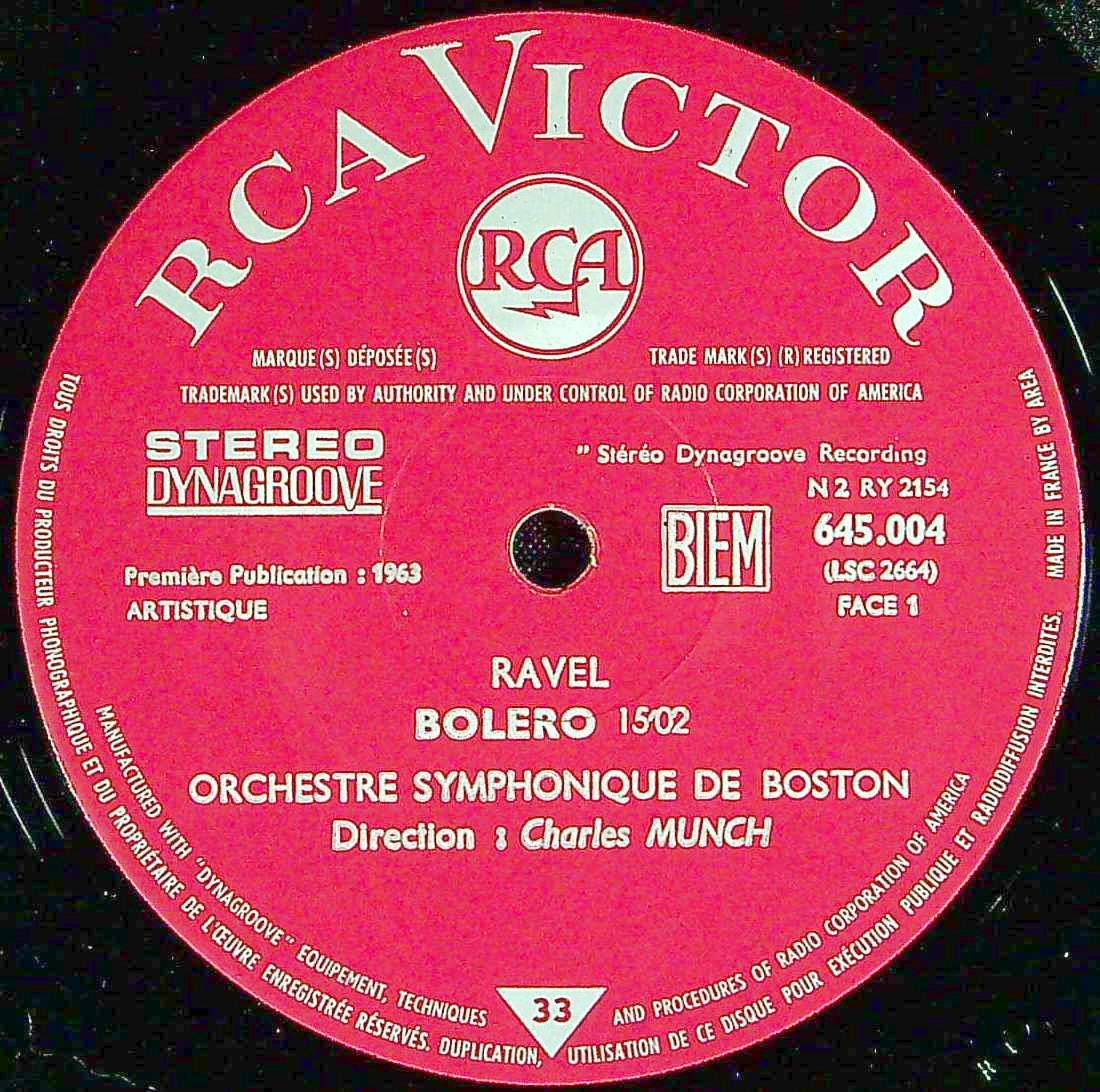 RCA VICTOR
RCA
MARQUE(S) DÉPOSÉE(S)
TRADE MARK(S) (R) REGISTERED
TRADEMARK(S) USED BY AUTHORITY AND UNDER CONTROL OF RADIO CORPORATION OF AMERICA
STEREO
DYNAGROOVE
" Stéréo Dynagroove Recording
N 2 RY 2154
BIEM
645.004
(LSC 2664)
FACE 1
Première Publication : 1963
ARTISTIQUE
RAVEL
BOLERO 15'02
ORCHESTRE SYMPHONIQUE DE BOSTON
Direction : Charles MUNCH
MANUFACTURED WITH "DYNAGROOVE" EQUIPEMENT, TECHNIQUES AND PROCEDURES OF RADIO CORPORATION OF AMERICA
33
TOUS DROITS DU PRODUCTEUR PHONOGRAPHIQUE ET DU PROPRIÉTAIRE DE L'ŒUVRE ENREGISTRÉE RÉSERVÉS. DUPLICATION, UTILISATION DE CE DISQUE POUR EXÉCUTION PUBLIQUE ET RADIODIFFUSION INTERDITES. MADE IN FRANCE BY AREA